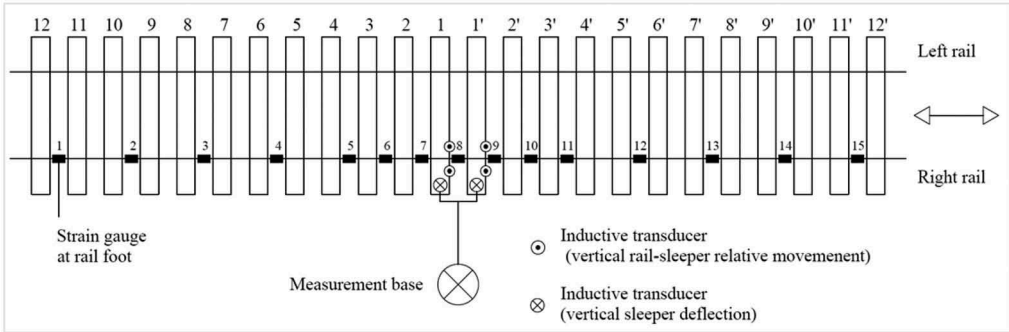 12 11 10 9 8 7 6 5 4 3 2 1 1' 2' 3' 4' 5' 6' 7' 8' 9' 10' 11' 12'
Left rail
1 2 3 4 5 6 7 8 9 10 11 12 13 14 15
Right rail
Strain gauge
at rail foot
Inductive transducer
(vertical rail-sleeper relative movemenent)
Measurement base
Inductive transducer
(vertical sleeper deflection)